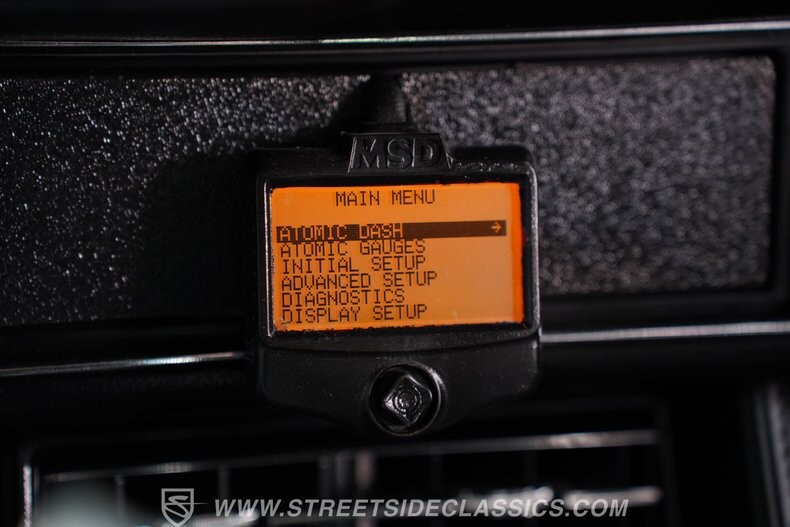 MSD
MAIN MENU
ATOMIC DASH →
ATOMIC GAUGES
INITIAL SETUP
ADVANCED SETUP
DIAGNOSTICS
DISPLAY SETUP
WWW.STREETSIDECLASSICS.COM